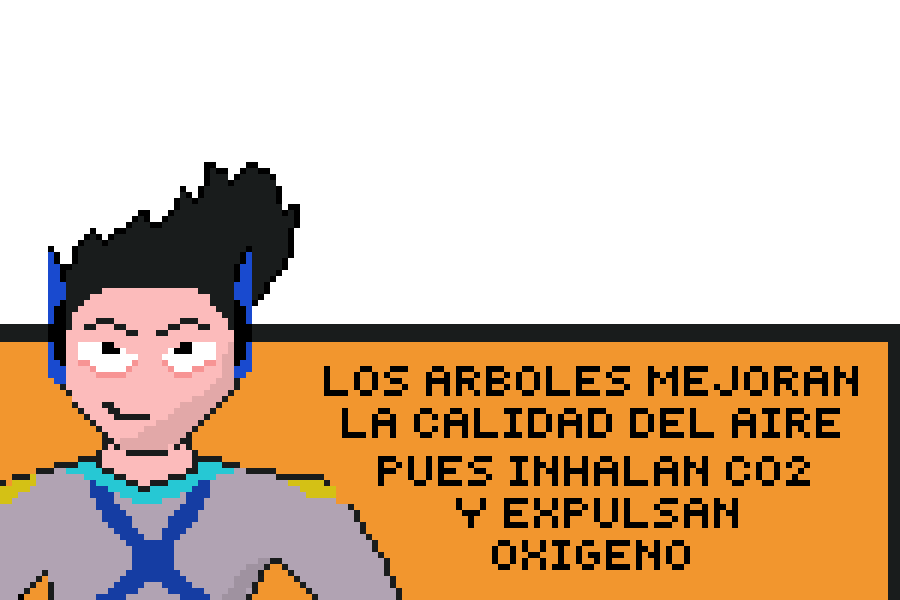 LOS ARBOLES MEJORAN
LA CALIDAD DEL AIRE
PUES INHALAN CO2
Y EXPULSAN
OXIGENO